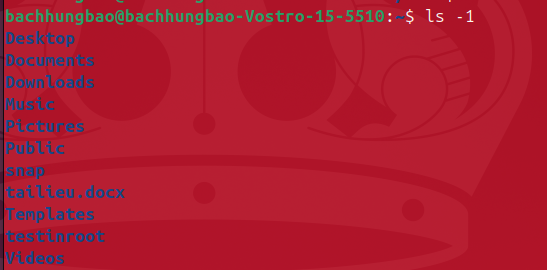 bachhungbao@bachhungbao-Vostro-15-5510:~$ ls -1
Desktop
Documents
Downloads
Music
Pictures
Public
snap
tailieu.docx
Templates
testinroot
Videos